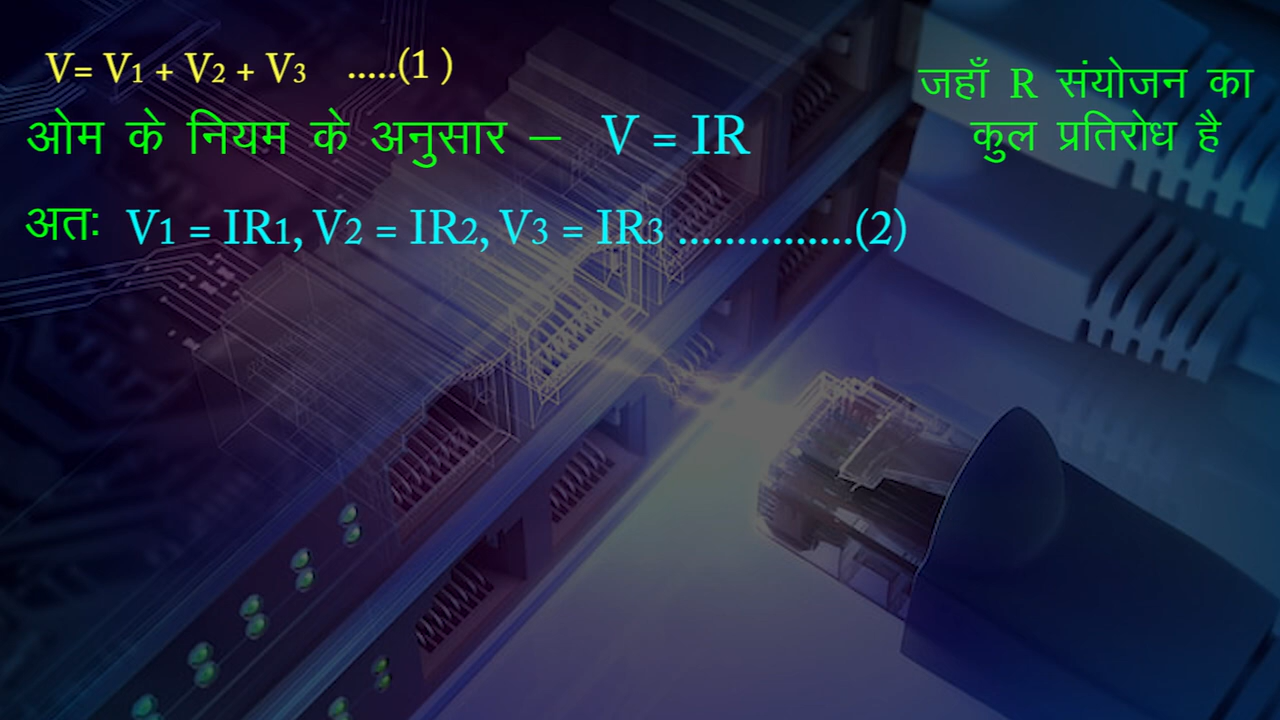 V= V1 + V2 + V3 .....(1 )
ओम के नियम के अनुसार – V = IR
जहाँ R संयोजन का
कुल प्रतिरोध है
अतः V1 = IR1, V2 = IR2, V3 = IR3 ...............(2)